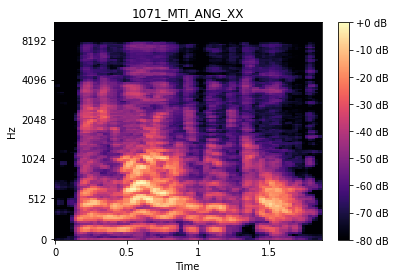 1071_MTI_ANG_XX
8192
4096
2048
1024
512
0
Hz
0
0.5
1
1.5
Time
+0 dB
-10 dB
-20 dB
-30 dB
-40 dB
-50 dB
-60 dB
-70 dB
-80 dB